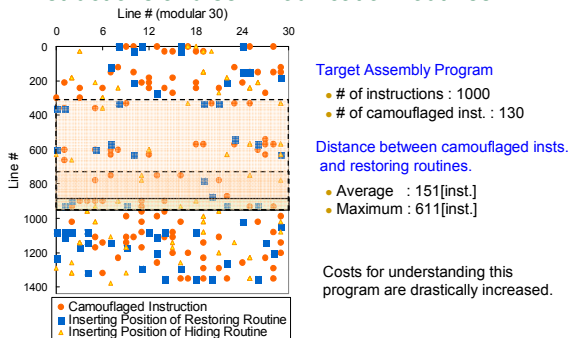 Line # (modular 30)
0 6 12 18 24 30
0
200
400
600
800
1000
1200
1400
Line #
Camouflaged Instruction
Inserting Position of Restoring Routine
Inserting Position of Hiding Routine
Target Assembly Program
# of instructions : 1000
# of camouflaged inst. : 130
Distance between camouflaged insts.
and restoring routines.
Average : 151[inst.]
Maximum : 611[inst.]
Costs for understanding this
program are drastically increased.